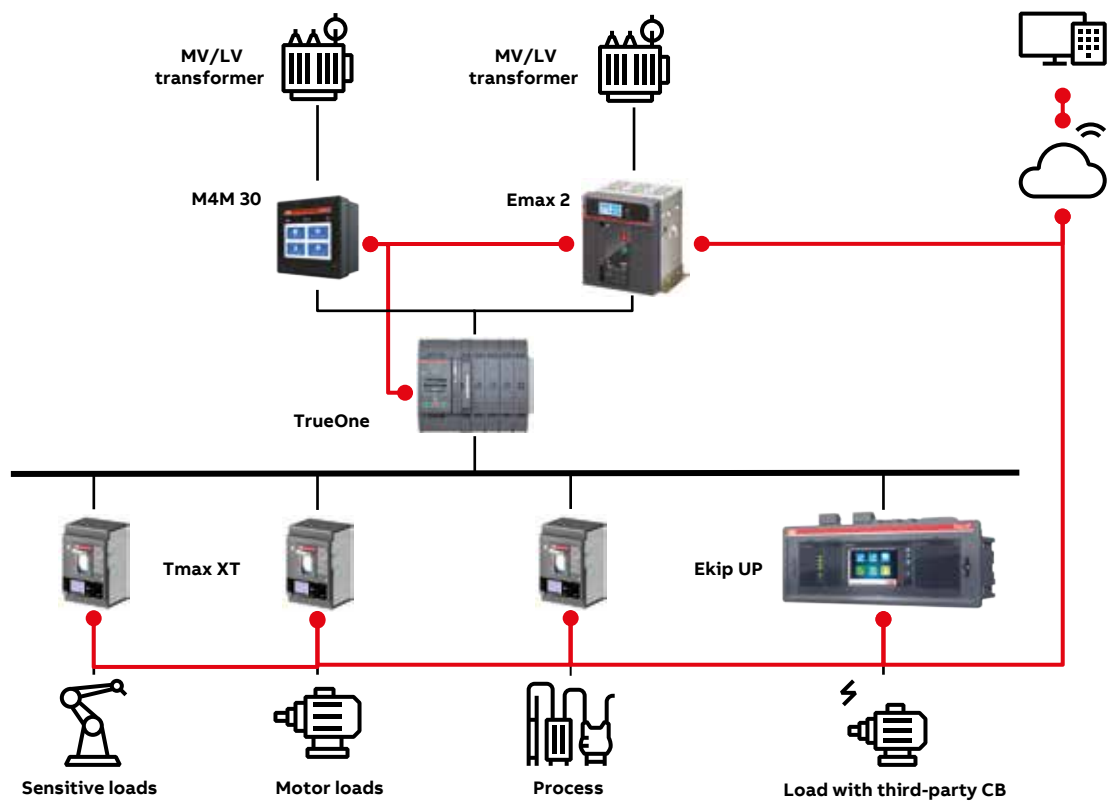 MV/LV
transformer
MV/LV
transformer
M4M 30
Emax 2
TrueOne
Tmax XT
Ekip UP
Sensitive loads
Motor loads
Process
Load with third-party CB